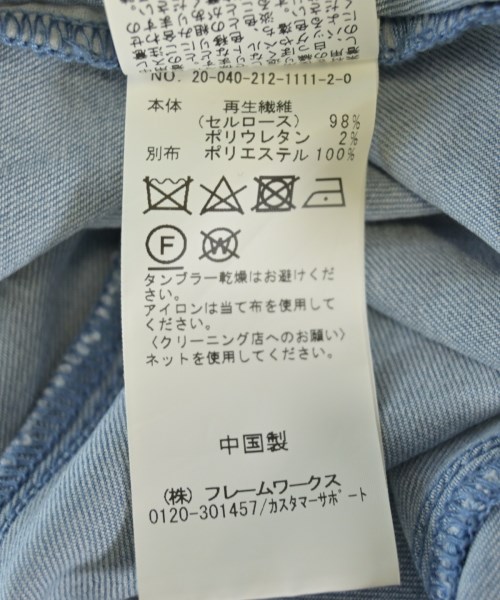 NO. 20-040-212-1111-2-0
本体 再生繊維
(セルロース) 98%
ポリウレタン 2%
別布 ポリエステル 100%
F W
タンブラー乾燥はお避けくだ
さい。
アイロンは当て布を使用して
ください。
〈クリーニング店へのお願い〉
ネットを使用してください。
中国製
(株) フレームワークス
0120-301457/カスタマーサポート